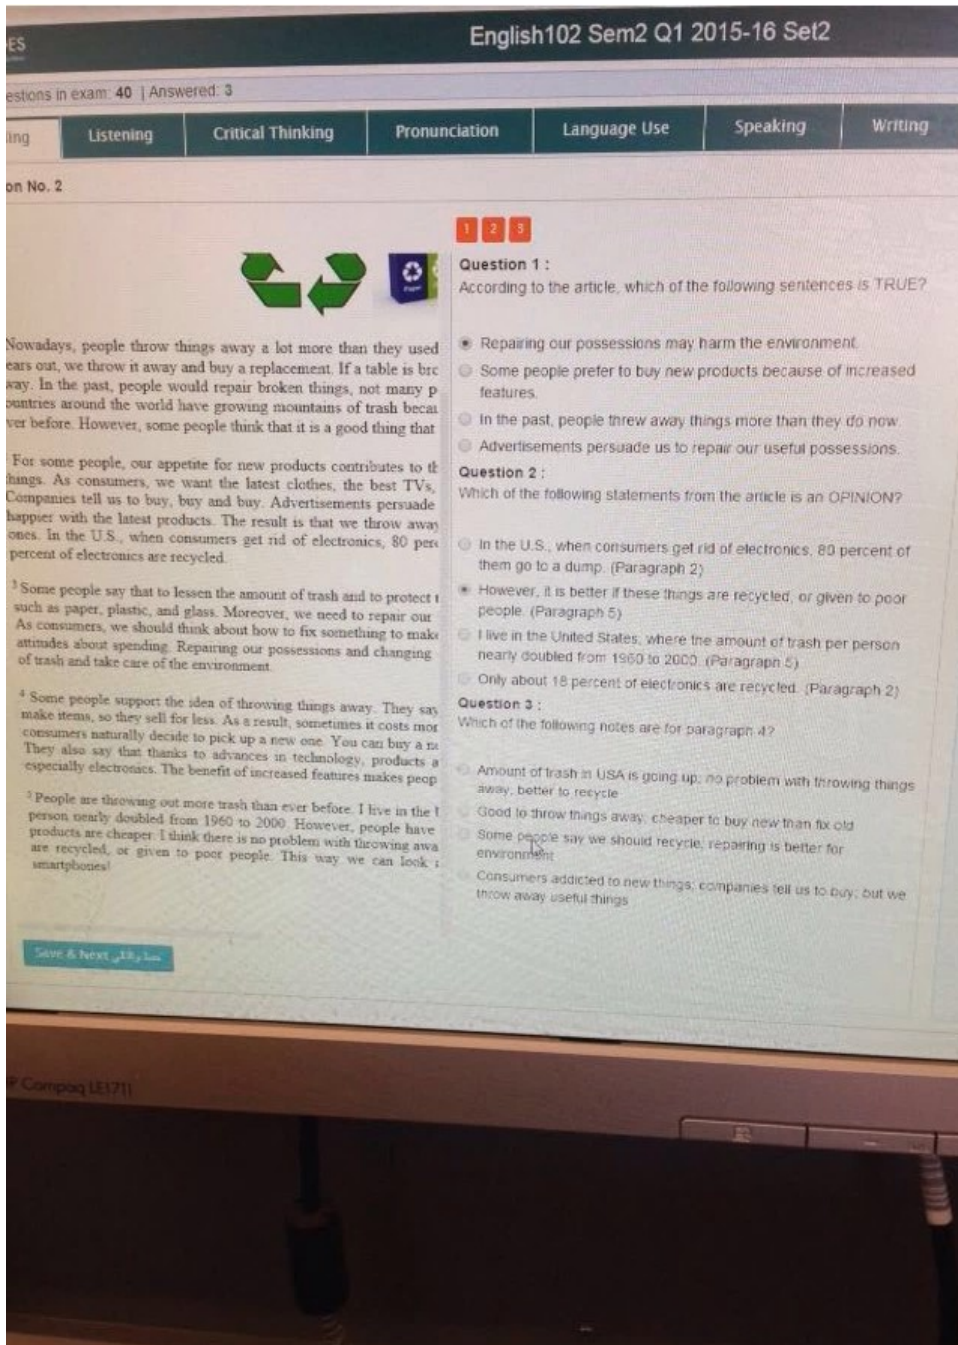 ES
English102 Sem2 Q1 2015-16 Set2
estions in exam: 40 | Answered: 3
ing
Listening
Critical Thinking
Pronunciation
Language Use
Speaking
Writing
on No. 2
1 2 3
Nowadays, people throw things away a lot more than they used
ears out, we throw it away and buy a replacement. If a table is bro
way. In the past, people would repair broken things, not many p
ountries around the world have growing mountains of trash becau
ver before. However, some people think that it is a good thing that
For some people, our appetite for new products contributes to th
hings. As consumers, we want the latest clothes, the best TVs,
Companies tell us to buy, buy and buy. Advertisements persuade
happier with the latest products. The result is that we throw away
ones. In the U.S., when consumers get rid of electronics, 80 perc
percent of electronics are recycled.
3 Some people say that to lessen the amount of trash and to protect t
such as paper, plastic, and glass. Moreover, we need to repair our
As consumers, we should think about how to fix something to make
attitudes about spending. Repairing our possessions and changing
of trash and take care of the environment.
4 Some people support the idea of throwing things away. They say
make items, so they sell for less. As a result, sometimes it costs mor
consumers naturally decide to pick up a new one. You can buy a
They also say that thanks to advances in technology, products a
especially electronics. The benefit of increased features makes peop
5 People are throwing out more trash than ever before. I live in the U
person nearly doubled from 1960 to 2000. However, people have
products are cheaper. I think there is no problem with throwing awa
are recycled, or given to poor people. This way we can look
smartphones!
Save & Next
Question 1 :
According to the article, which of the following sentences is TRUE?
Repairing our possessions may harm the environment.
Some people prefer to buy new products because of increased
features.
In the past, people threw away things more than they do now.
Advertisements persuade us to repair our useful possessions.
Question 2 :
Which of the following statements from the article is an OPINION?
In the U.S., when consumers get rid of electronics, 80 percent of
them go to a dump. (Paragraph 2)
However, it is better if these things are recycled, or given to poor
people. (Paragraph 5)
I live in the United States, where the amount of trash per person
nearly doubled from 1960 to 2000. (Paragraph 5)
Only about 18 percent of electronics are recycled. (Paragraph 2)
Question 3 :
Which of the following notes are for paragraph 4?
Amount of trash in USA is going up; no problem with throwing things
away; better to recycle
Good to throw things away; cheaper to buy new than fix old
Some people say we should recycle; repairing is better for
environment
Consumers addicted to new things; companies tell us to buy; but we
throw away useful things
Compaq LE1711